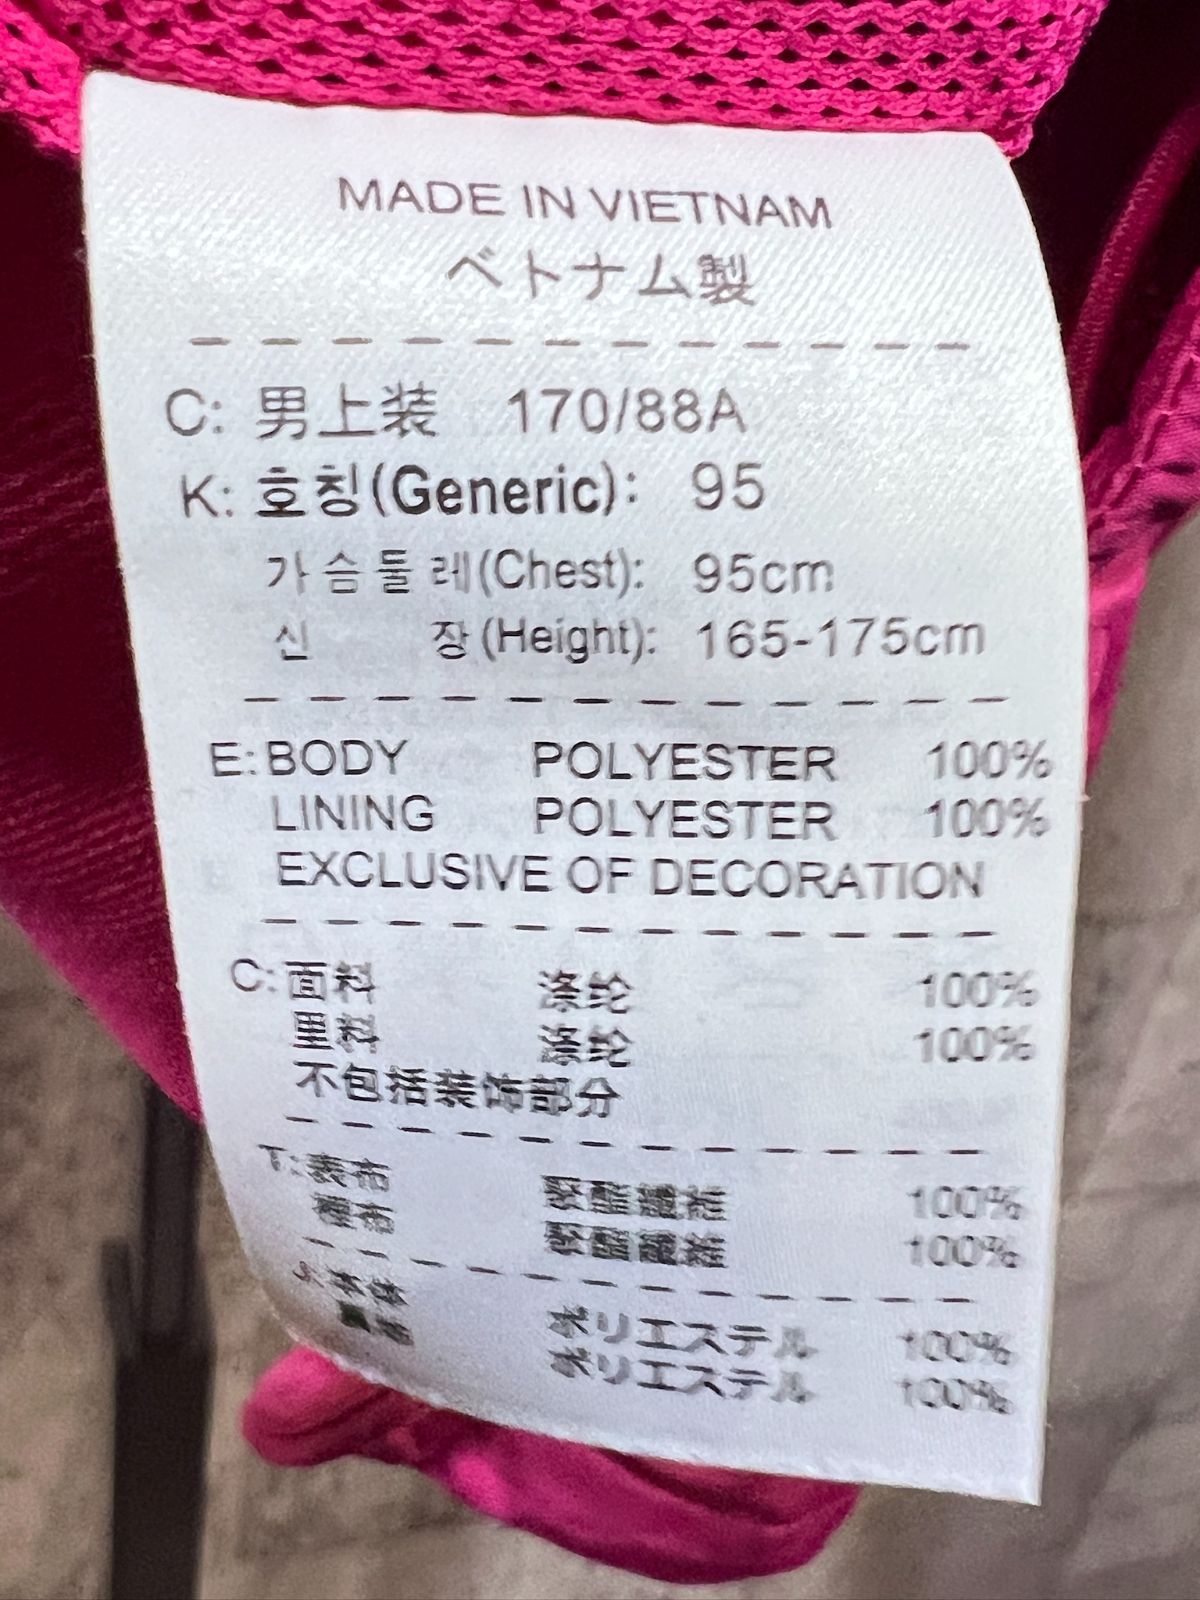 MADE IN VIETNAM
ベトナム製
C: 男上装 170/88A
K: 호칭(Generic): 95
가슴둘레(Chest): 95cm
신 장(Height): 165-175cm
E: BODY POLYESTER 100%
LINING POLYESTER 100%
EXCLUSIVE OF DECORATION
C: 面料 涤纶 100%
里料 涤纶 100%
不包括装饰部分
T: 表布 聚酯纖維 100%
裡布 聚酯纖維 100%
ポリエステル 100%
ポリエステル 100%